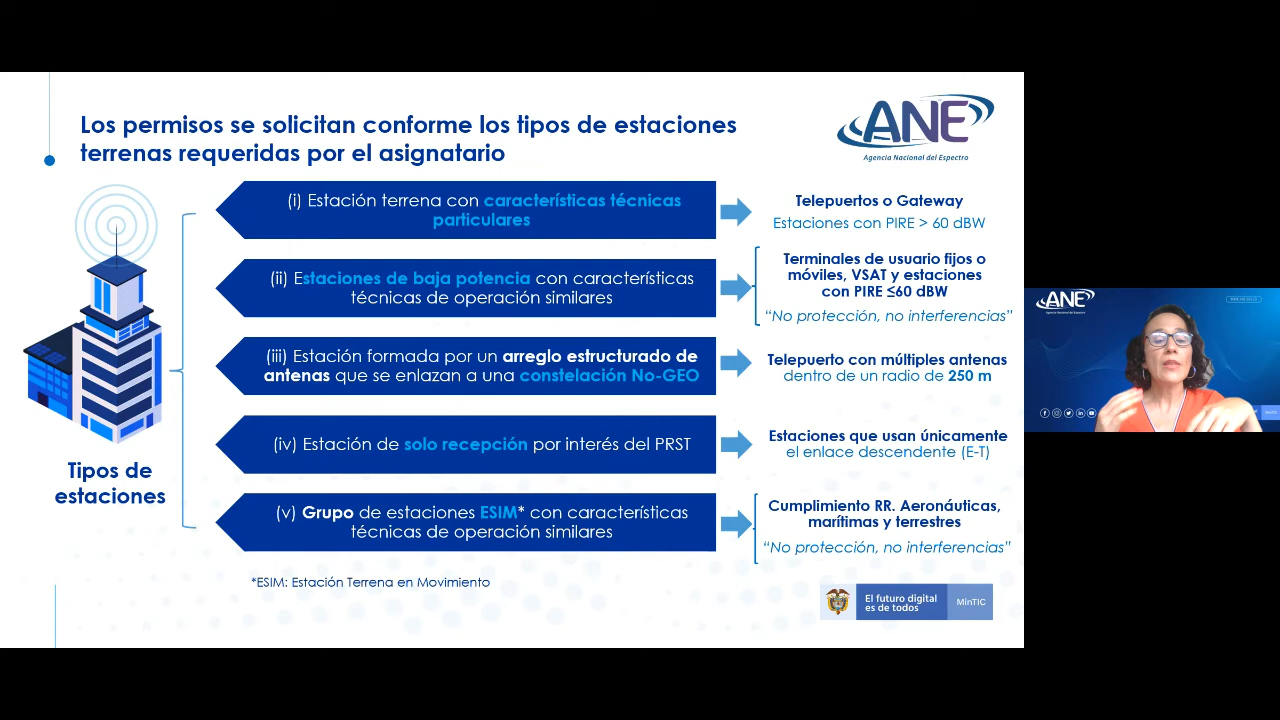 Los permisos se solicitan conforme los tipos de estaciones
terrenas requeridas por el asignatario
ANE
Agencia Nacional del Espectro
(i) Estación terrena con características técnicas
particulares
Telepuertos o Gateway
Estaciones con PIRE > 60 dBW
(ii) Estaciones de baja potencia con características
técnicas de operación similares
Terminales de usuario fijos o
móviles, VSAT y estaciones
con PIRE ≤60 dBW
“No protección, no interferencias”
(iii) Estación formada por un arreglo estructurado de
antenas que se enlazan a una constelación No-GEO
Telepuerto con múltiples antenas
dentro de un radio de 250 m
(iv) Estación de solo recepción por interés del PRST
Estaciones que usan únicamente
el enlace descendente (E-T)
(v) Grupo de estaciones ESIM* con características
técnicas de operación similares
Cumplimiento RR. Aeronáuticas,
marítimas y terrestres
“No protección, no interferencias”
Tipos de
estaciones
*ESIM: Estación Terrena en Movimiento
El futuro digital
es de todos
MinTIC
ANE
Agencia Nacional del Espectro